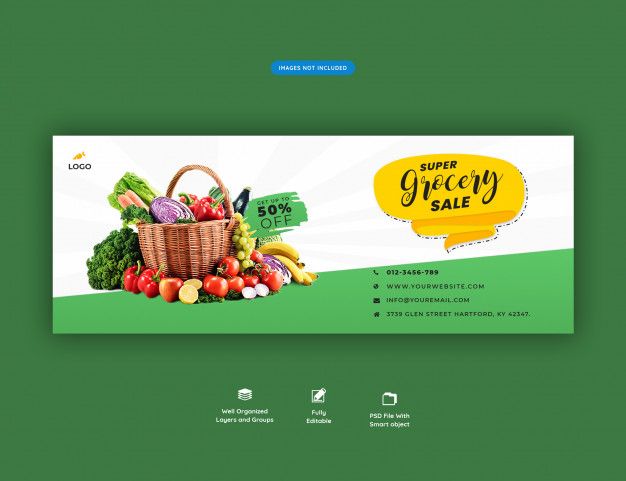 IMAGES NOT INCLUDED
LOGO
GET UP TO
50%
OFF
SUPER
Grocery
SALE
012-3456-789
WWW.YOURWEBSITE.COM
INFO@YOUREMAIL.COM
3739 GLEN STREET HARTFORD, KY 42347.
Well Organized
Layers and Groups
Fully
Editable
PSD File With
Smart object